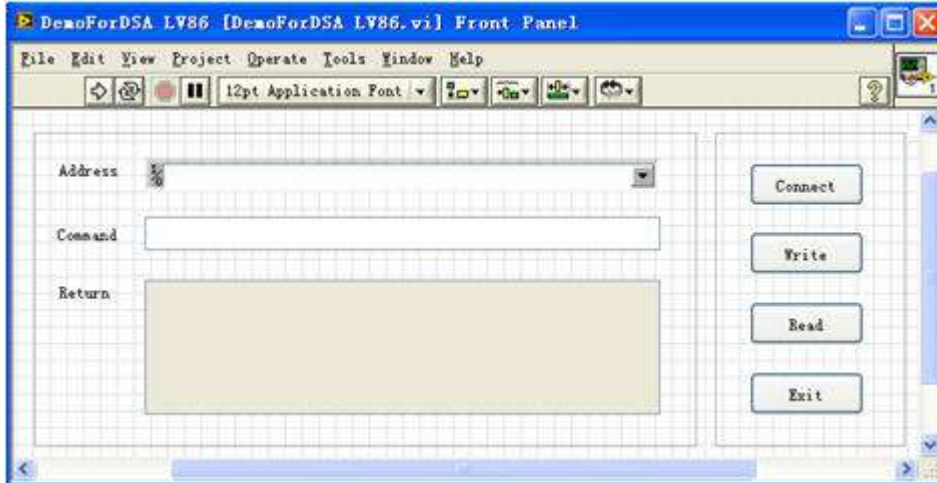 DemoForDSA LV86 [DemoForDSA LV86.vi] Front Panel
File Edit View Project Operate Tools Window Help
12pt Application Font
Address
Connect
Command
Write
Return
Read
Exit